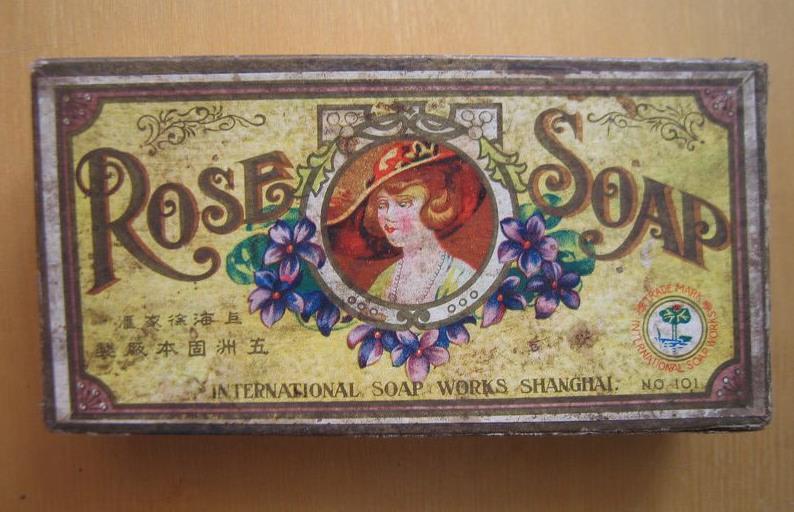 ROSE SOAP
上海徐家滙
五洲固本廠製
INTERNATIONAL SOAP WORKS SHANGHAI.
TRADE MARK
INTERNATIONAL SOAP WORKS
NO 101